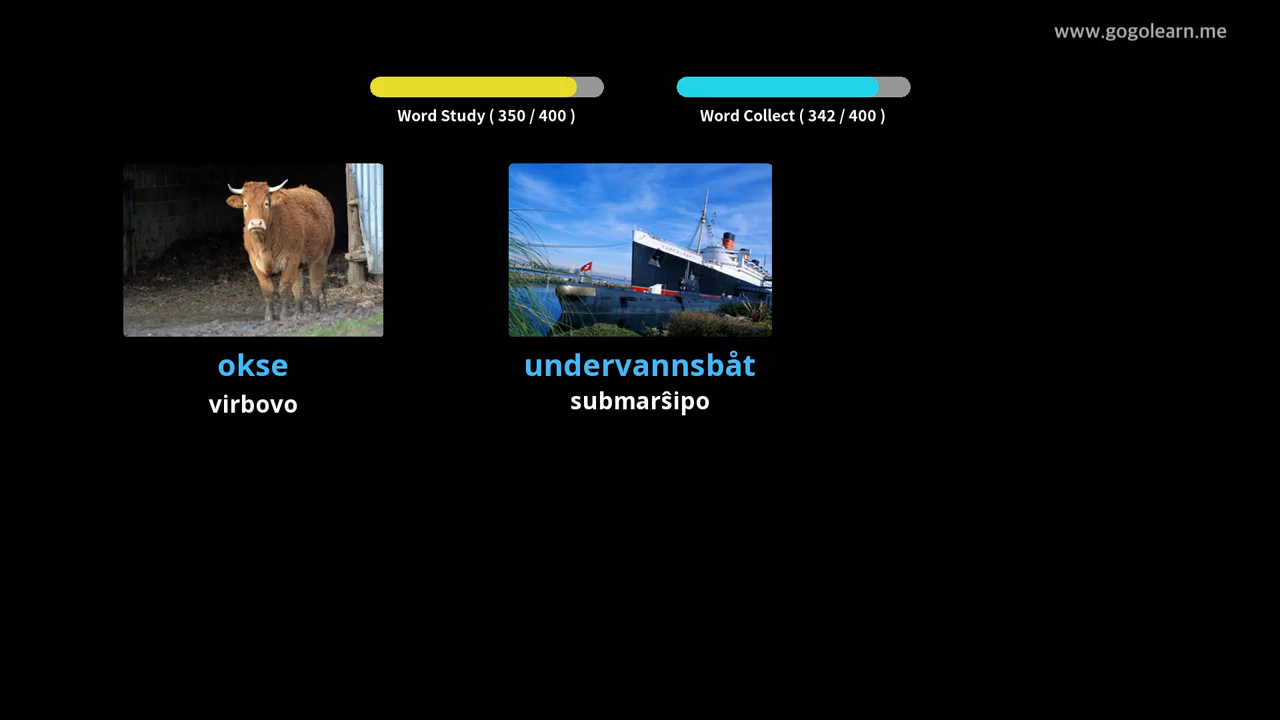 www.gogolearn.me
Word Study ( 350 / 400 )
Word Collect ( 342 / 400 )
okse
virbovo
undervannsbåt
submarŝipo